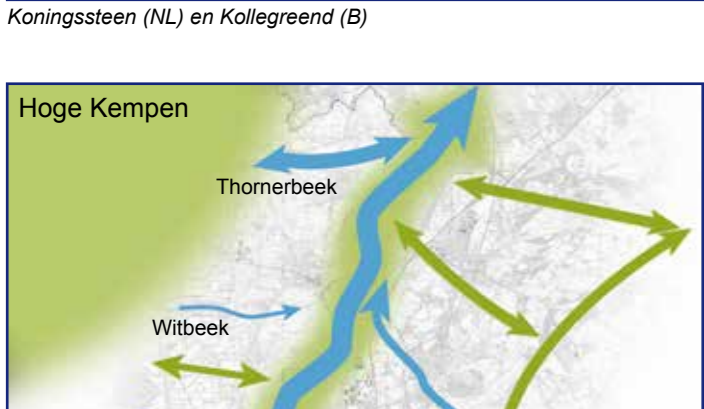 Koningssteen (NL) en Kollegreend (B)
Hoge Kempen
Thornerbeek
Witbeek